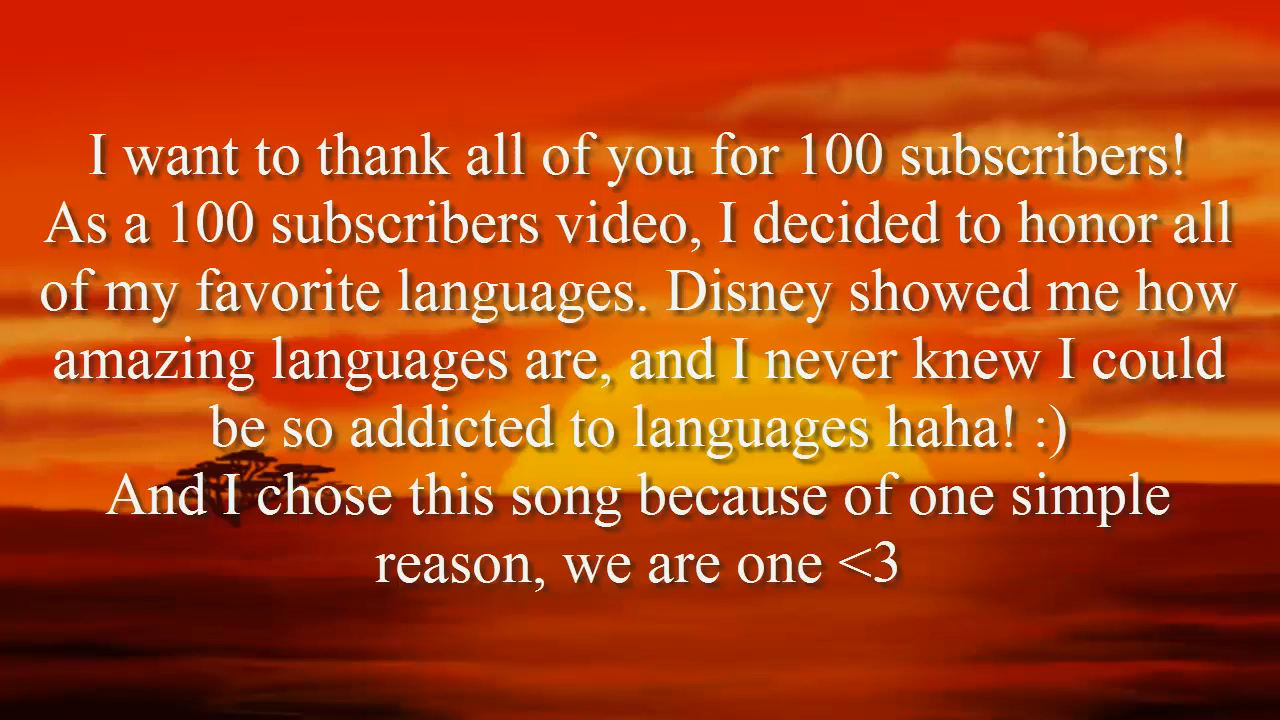 I want to thank all of you for 100 subscribers!
As a 100 subscribers video, I decided to honor all
of my favorite languages. Disney showed me how
amazing languages are, and I never knew I could
be so addicted to languages haha! :)
And I chose this song because of one simple
reason, we are one <3